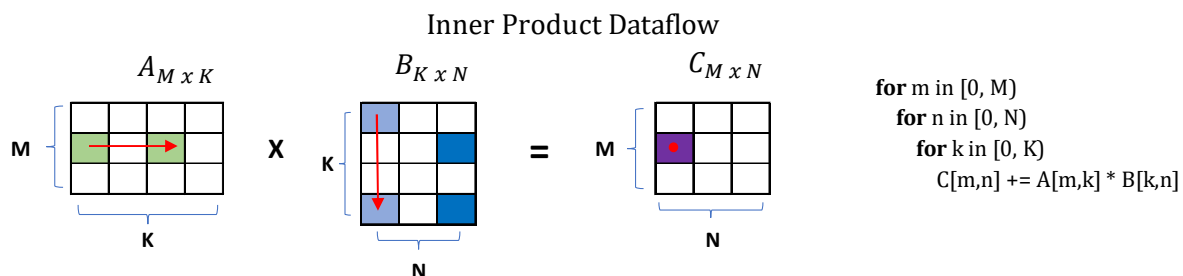 Inner Product Dataflow
A_{M x K}
B_{K x N}
C_{M x N}
M
K
X
K
N
=
M
N
for m in [0, M)
for n in [0, N)
for k in [0, K)
C[m,n] += A[m,k] * B[k,n]